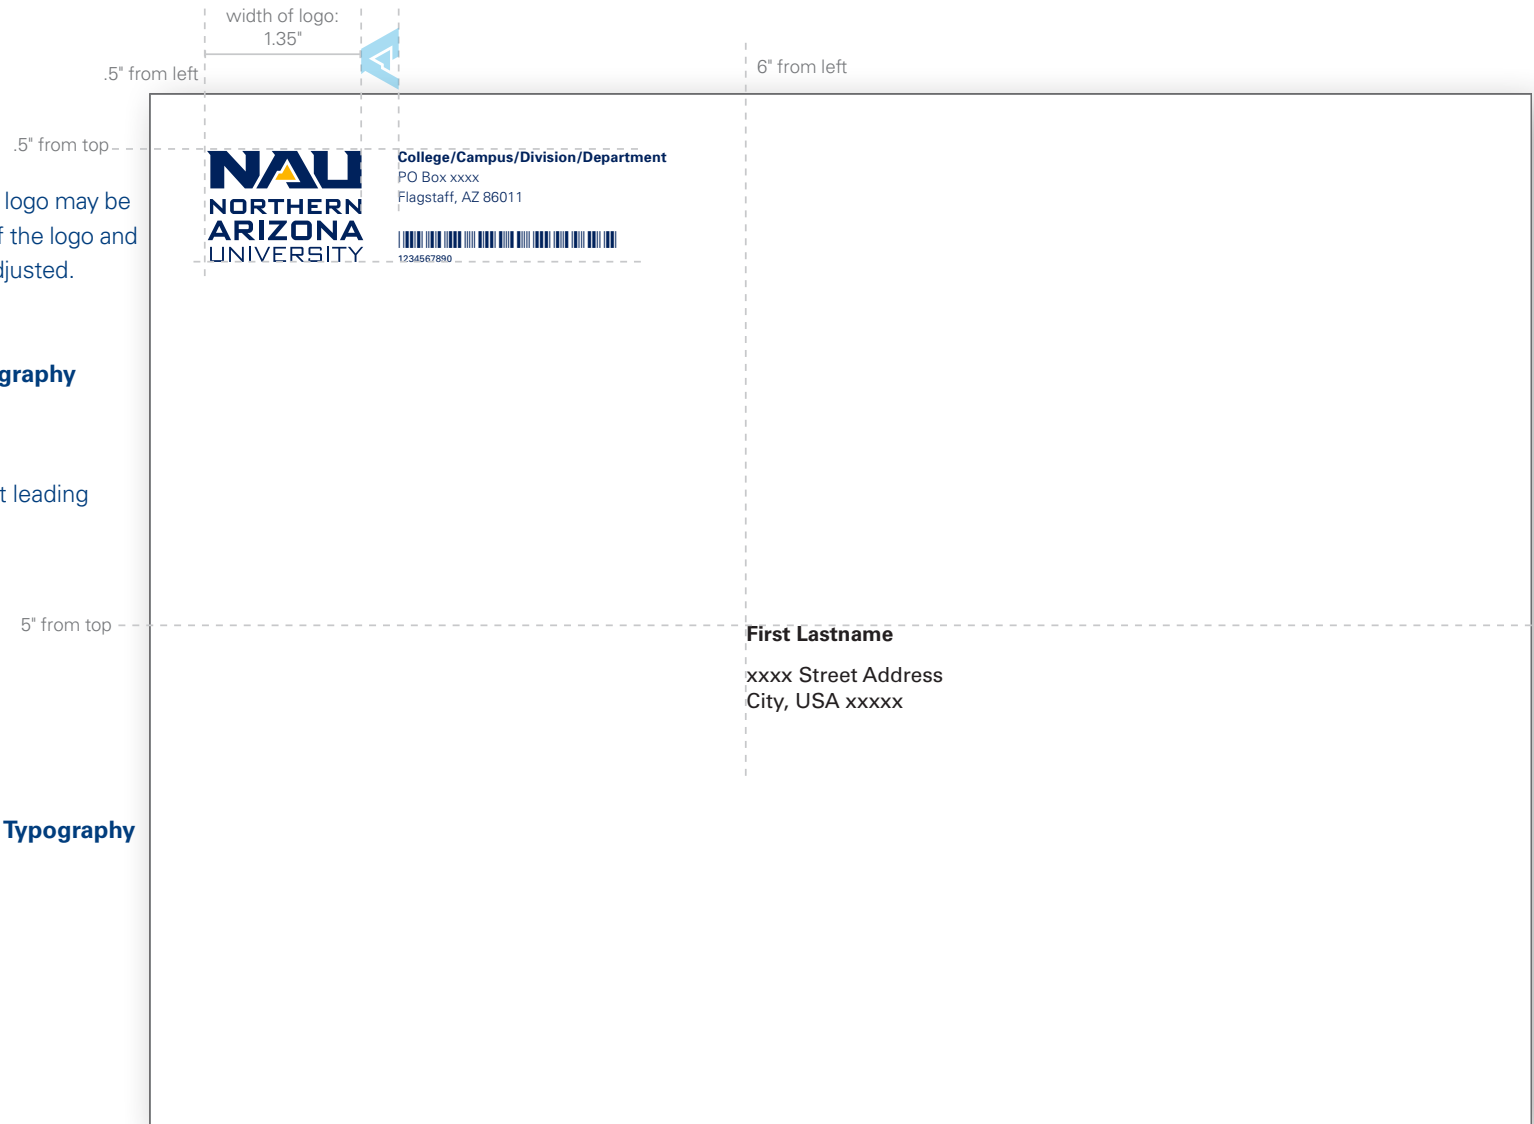 width of logo:
1.35"
.5" from left
6" from left
.5" from top
NAU
NORTHERN
ARIZONA
UNIVERSITY
College/Campus/Division/Department
PO Box xxxx
Flagstaff, AZ 86011
1234567890
logo may be
the logo and
t leading
5" from top
First Lastname
xxxx Street Address
City, USA xxxxx
Typography